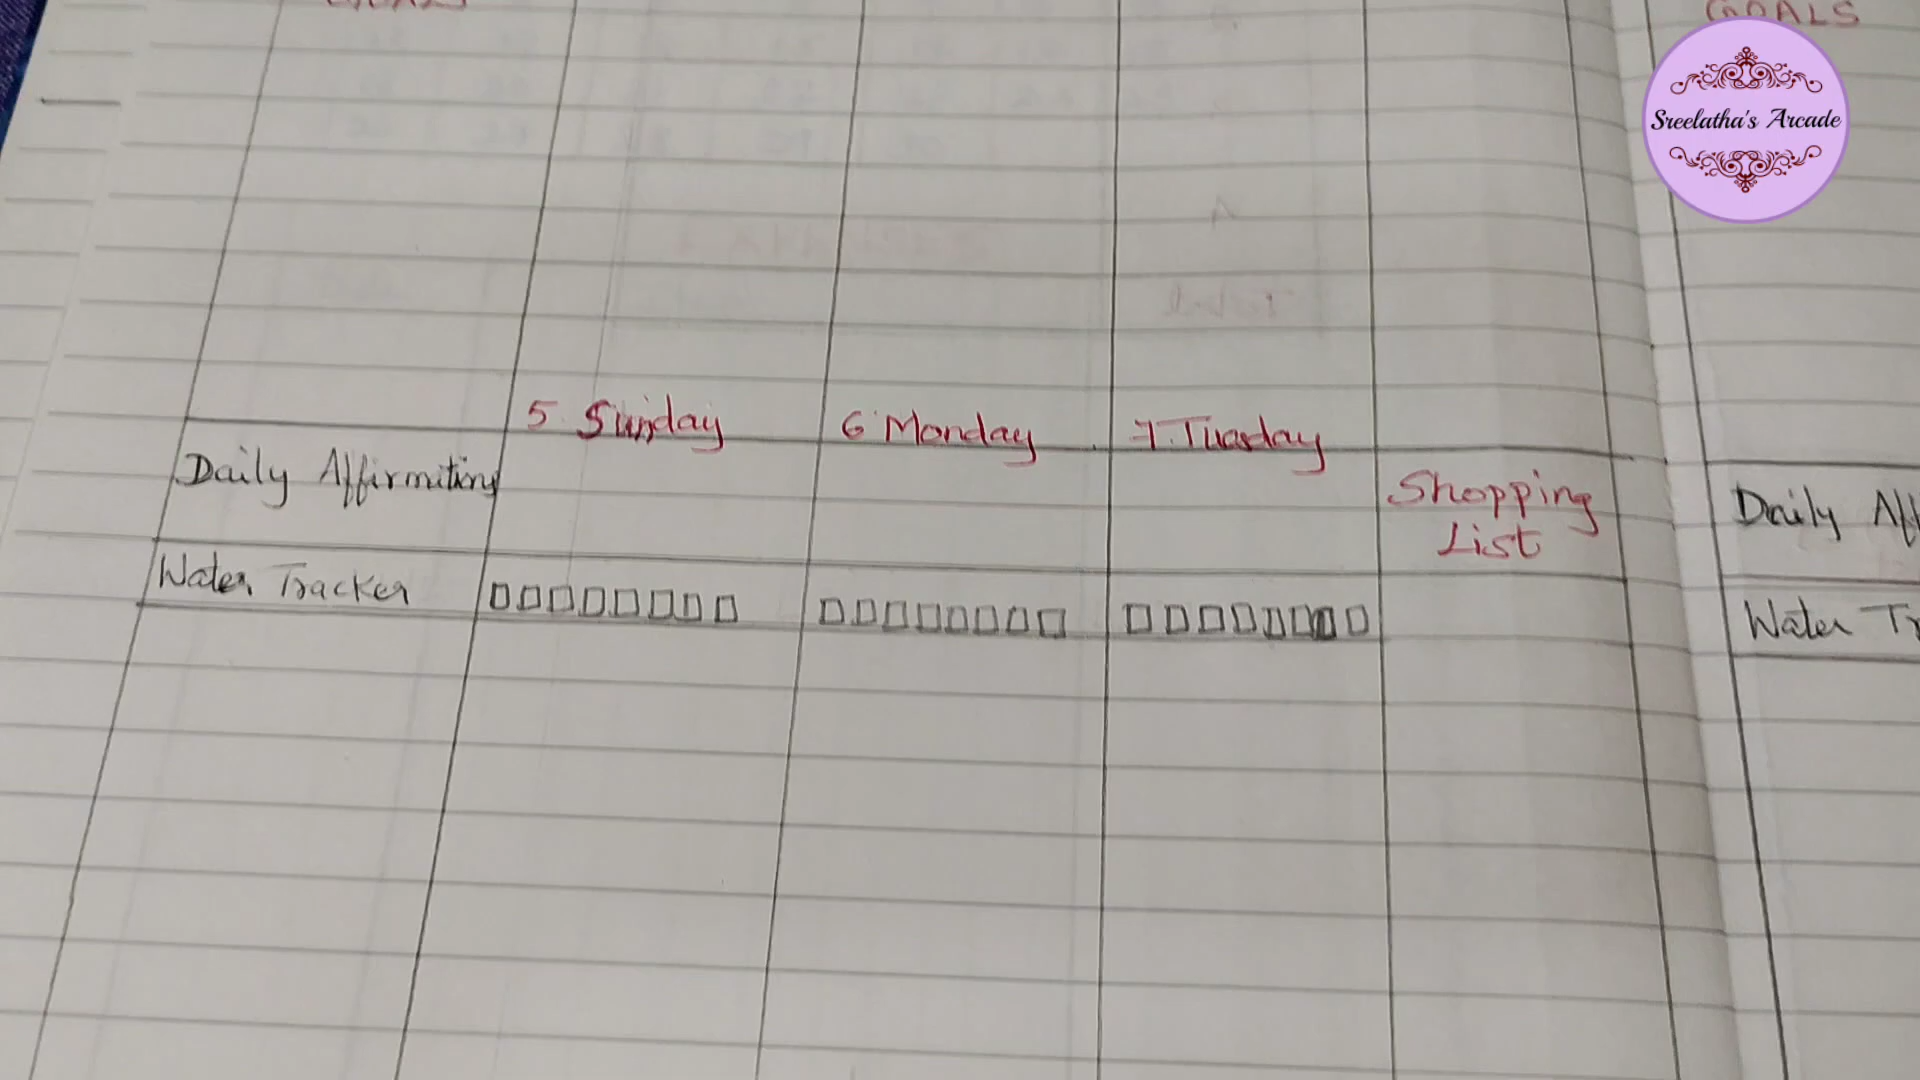 GOALS
GOALS
Sreelatha's Arcade
5 Sunday
6 Monday
7. Tuesday
Daily Affirmations
Shopping
List
Daily Aff
Water Tracker
Water Tr